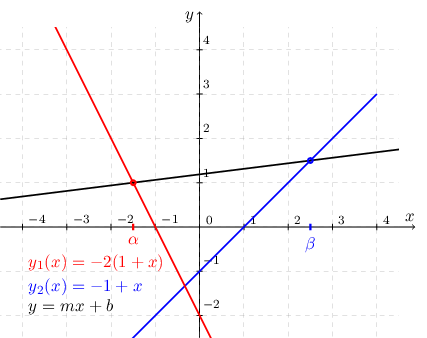 y
4
3
2
1
−4 −3 −2 −1 0 1 2 3 4 x
α β
−1
y₁(x) = −2(1 + x)
y₂(x) = −1 + x
y = mx + b
−2